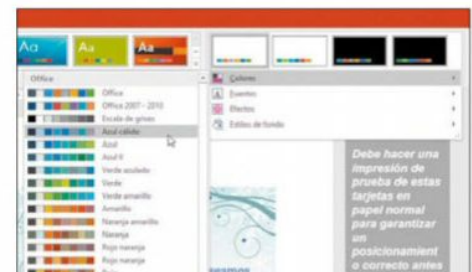 Aa
Aa
Aa
Office
Office
Office 2007 - 2010
Escala de grises
Azul cálido
Azul
Azul II
Verde azulado
Verde
Verde amarillo
Amarillo
Naranja amarillo
Naranja
Rojo naranja
Rojo naranja
Colores
Fuentes
Efectos
Estilos de fondo
Debe hacer una
impresión de
prueba de estas
tarjetas en
papel normal
para garantizar
un
posicionamient
o correcto antes